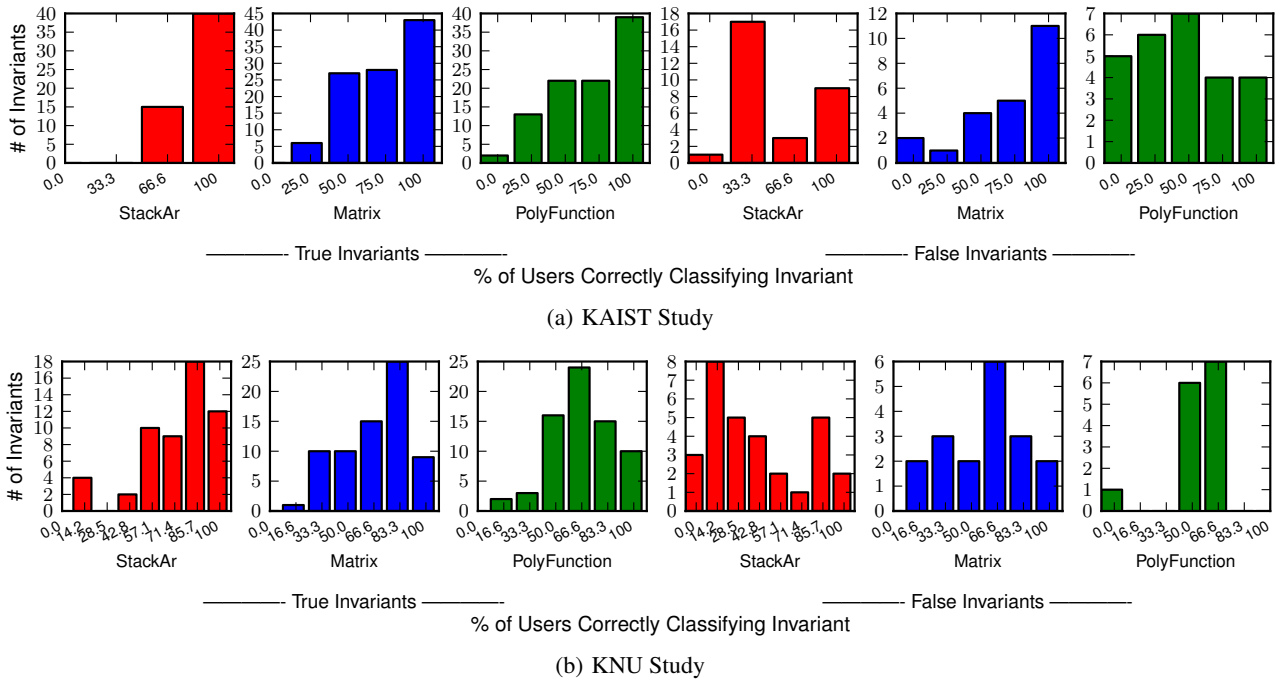 # of Invariants
40
35
30
25
20
15
10
5
0
0.0 33.3 66.6 100
StackAr
45
40
35
30
25
20
15
10
5
0
0.0 25.0 50.0 75.0 100
Matrix
40
35
30
25
20
15
10
5
0
0.0 25.0 50.0 75.0 100
PolyFunction
18
16
14
12
10
8
6
4
2
0
0.0 33.3 66.6 100
StackAr
12
10
8
6
4
2
0
0.0 25.0 50.0 75.0 100
Matrix
7
6
5
4
3
2
1
0
0.0 25.0 50.0 75.0 100
PolyFunction
————- True Invariants ————-
————- False Invariants ————-
% of Users Correctly Classifying Invariant
(a) KAIST Study
# of Invariants
18
16
14
12
10
8
6
4
2
0
0.0 14.2 28.5 42.8 57.1 71.4 85.7 100
StackAr
25
20
15
10
5
0
0.0 16.6 33.3 50.0 66.6 83.3 100
Matrix
25
20
15
10
5
0
0.0 16.6 33.3 50.0 66.6 83.3 100
PolyFunction
8
7
6
5
4
3
2
1
0
0.0 14.2 28.5 42.8 57.1 71.4 85.7 100
StackAr
6
5
4
3
2
1
0
0.0 16.6 33.3 50.0 66.6 83.3 100
Matrix
7
6
5
4
3
2
1
0
0.0 16.6 33.3 50.0 66.6 83.3 100
PolyFunction
————- True Invariants ————-
————- False Invariants ————-
% of Users Correctly Classifying Invariant
(b) KNU Study